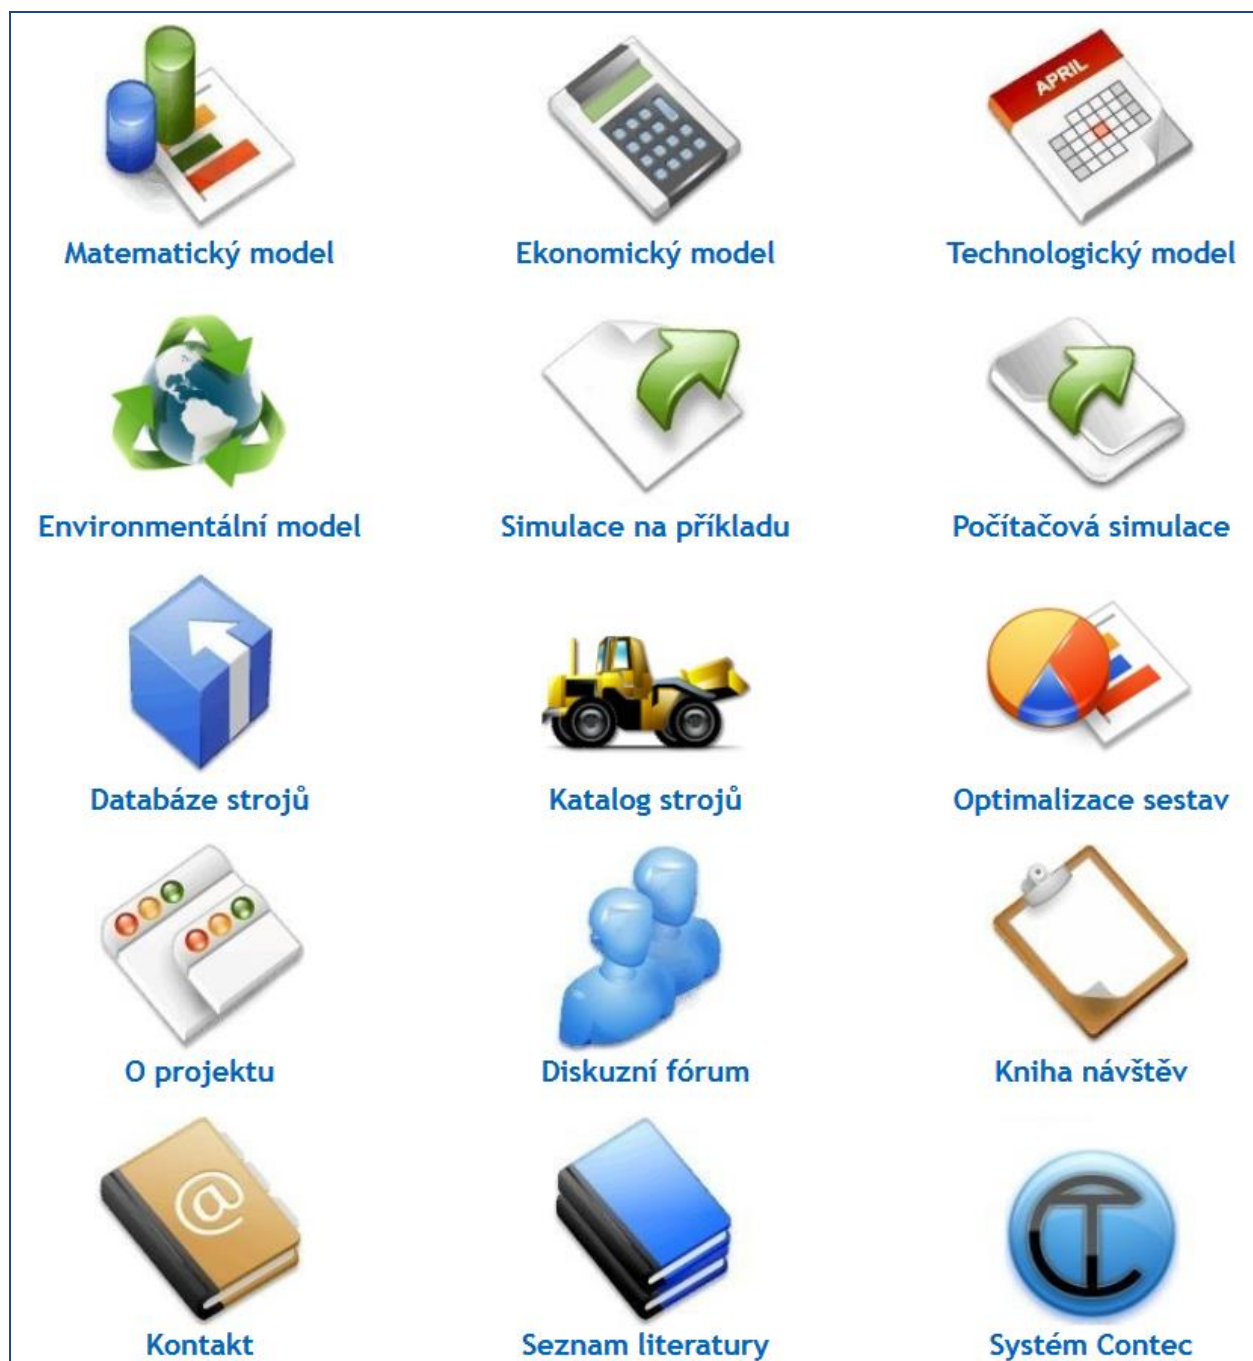 APRIL
Matematický model
Ekonomický model
Technologický model
Environmentální model
Simulace na příkladu
Počítačová simulace
Databáze strojů
Katalog strojů
Optimalizace sestav
O projektu
Diskuzní fórum
Kniha návštěv
@
Kontakt
Seznam literatury
Systém Contec